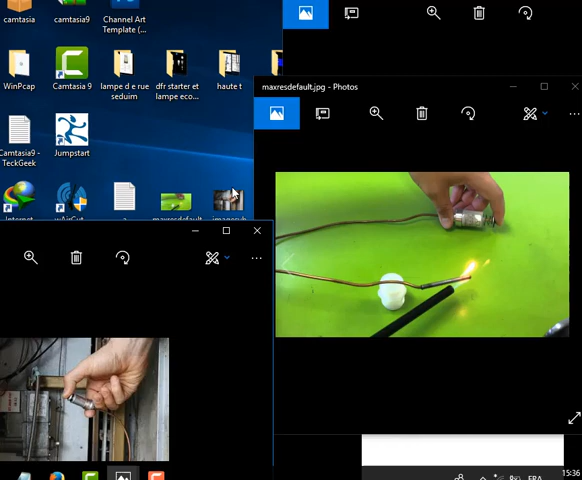 camtasia
camtasia9
Channel Art
Template (...
WinPcap
Camtasia 9
lampe d e rue
seduim
dfr starter et
lampe eco...
haute t
maxresdefault.jpg - Photos
Camtasia9 -
TeckGeek
Jumpstart
Internet
maxresdefault
15:36
FRA